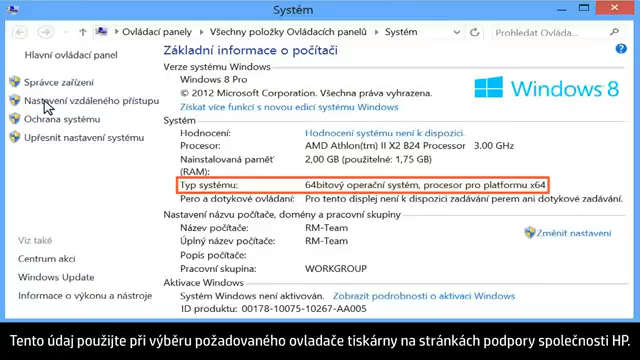 Systém
Ovládací panely ▸ Všechny položky Ovládacích panelů ▸ Systém
Prohledat Ovláda...
Hlavní ovládací panel
Správce zařízení
Nastavení vzdáleného přístupu
Ochrana systému
Upřesnit nastavení systému
Viz také
Centrum akcí
Windows Update
Informace o výkonu a nástroje
Základní informace o počítači
Verze systému Windows
Windows 8 Pro
© 2012 Microsoft Corporation. Všechna práva vyhrazena.
Získat více funkcí s novou edicí systému Windows
Windows 8
Systém
Hodnocení: Hodnocení systému není k dispozici.
Procesor: AMD Athlon(tm) II X2 B24 Processor 3.00 GHz
Nainstalovaná paměť (RAM): 2,00 GB (použitelné: 1,75 GB)
Typ systému: 64bitový operační systém, procesor pro platformu x64
Pero a dotykové ovládání: Pro tento displej není k dispozici zadávání perem ani dotykové zadávání.
Nastavení názvu počítače, domény a pracovní skupiny
Název počítače: RM-Team
Změnit nastavení
Úplný název počítače: RM-Team
Popis počítače:
Pracovní skupina: WORKGROUP
Aktivace Windows
Systém Windows není aktivován. Zobrazit podrobnosti o aktivaci Windows
ID produktu: 00178-10075-10267-AA005
Tento údaj použijte při výběru požadovaného ovladače tiskárny na stránkách podpory společnosti HP.